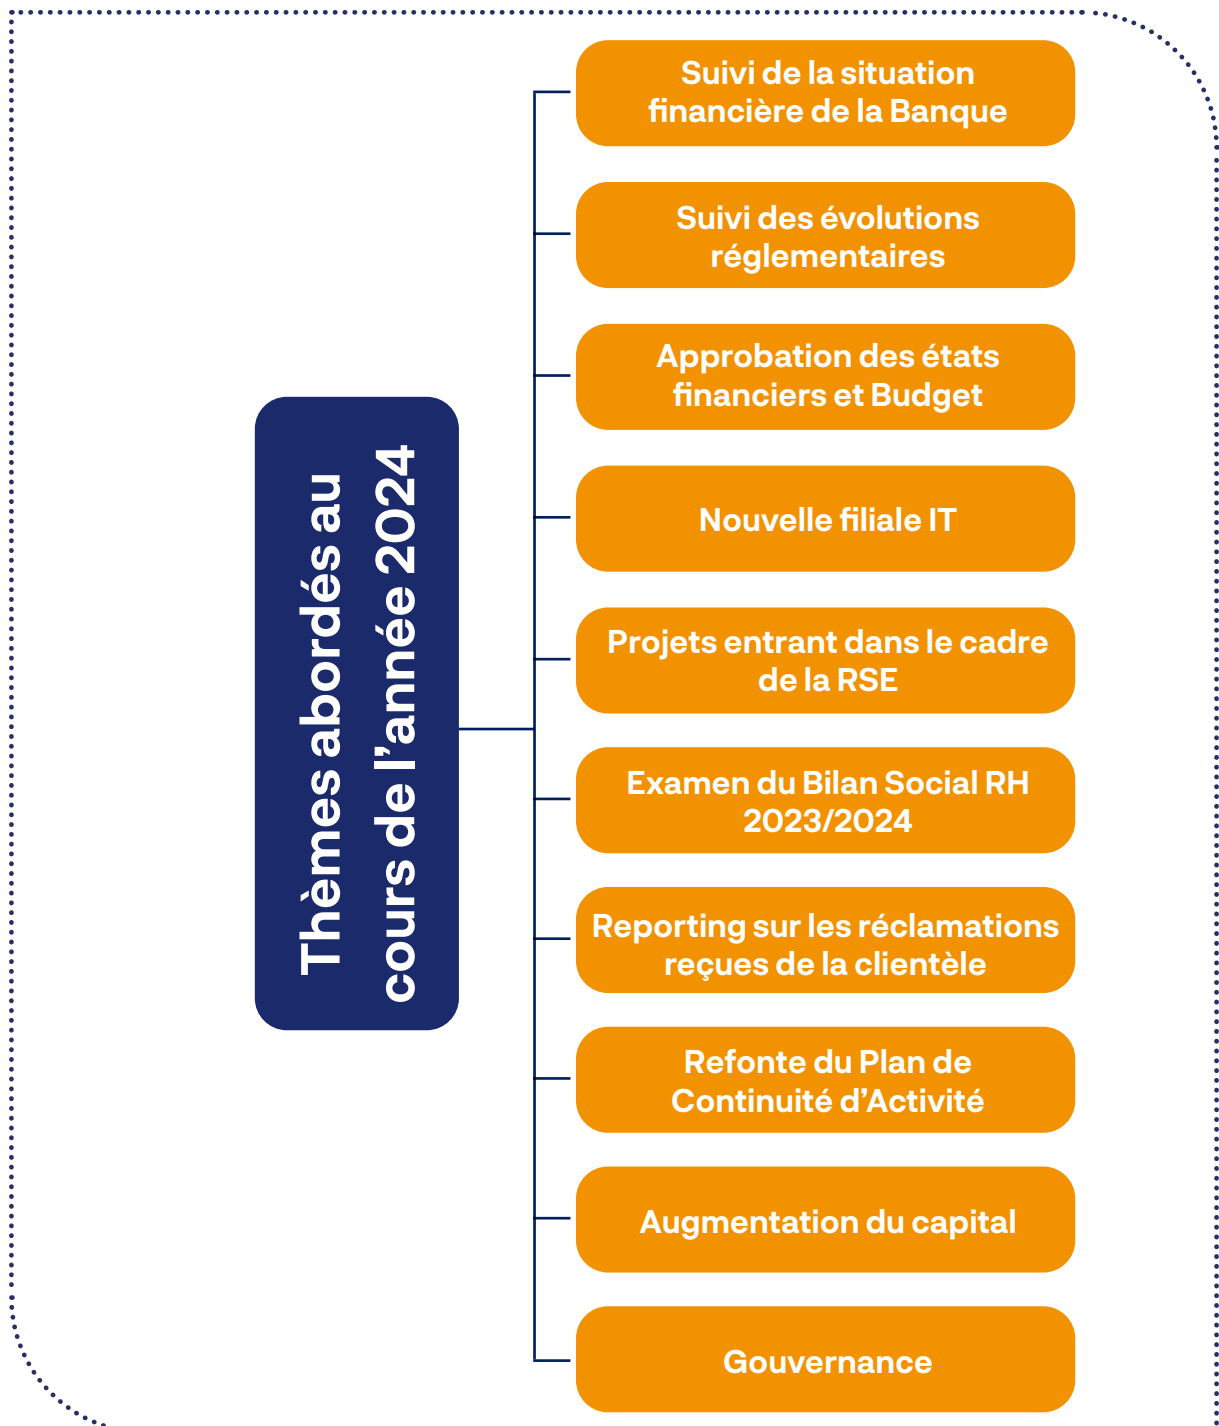 Thèmes abordés au
cours de l’année 2024
Suivi de la situation
financière de la Banque
Suivi des évolutions
réglementaires
Approbation des états
financiers et Budget
Nouvelle filiale IT
Projets entrant dans le cadre
de la RSE
Examen du Bilan Social RH
2023/2024
Reporting sur les réclamations
reçues de la clientèle
Refonte du Plan de
Continuité d’Activité
Augmentation du capital
Gouvernance